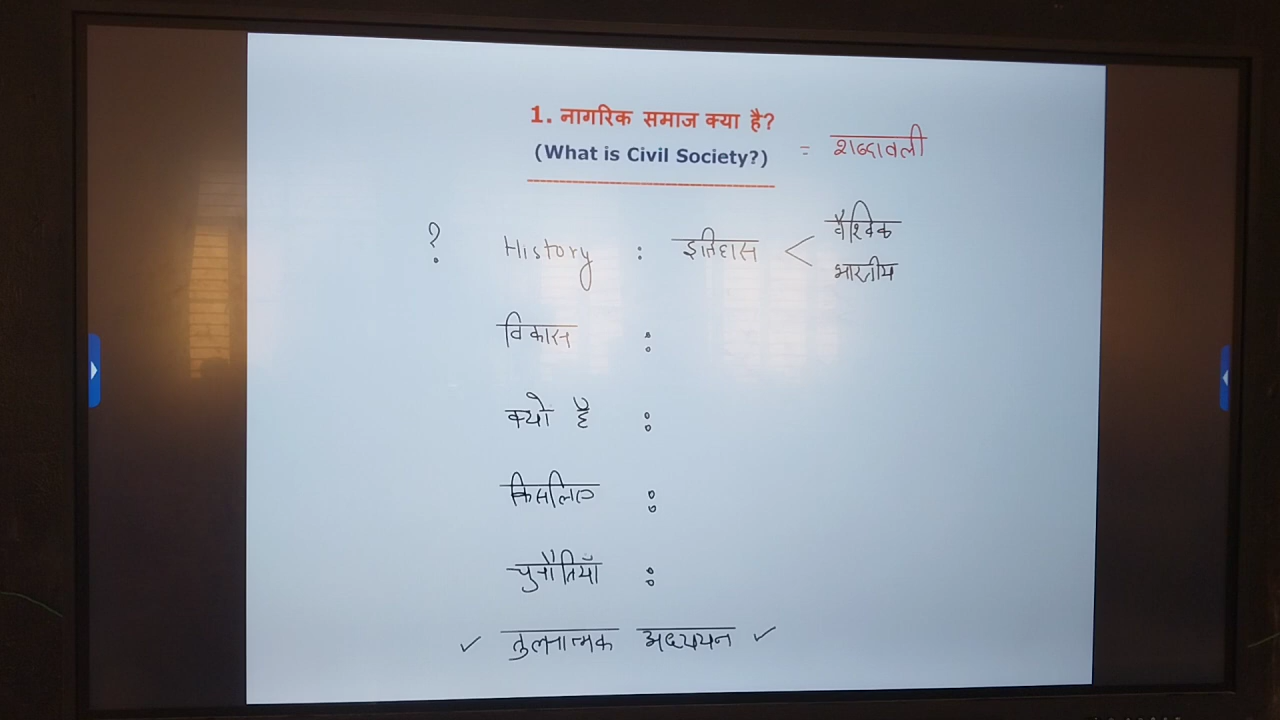 1. नागरिक समाज क्या है?
(What is Civil Society?) = शब्दावली
? History : इतिहास < वैश्विक
भारतीय
विकास :
क्यो है :
किसलिए :
चुनौतियाँ :
✓ तुलनात्मक अध्ययन ✓